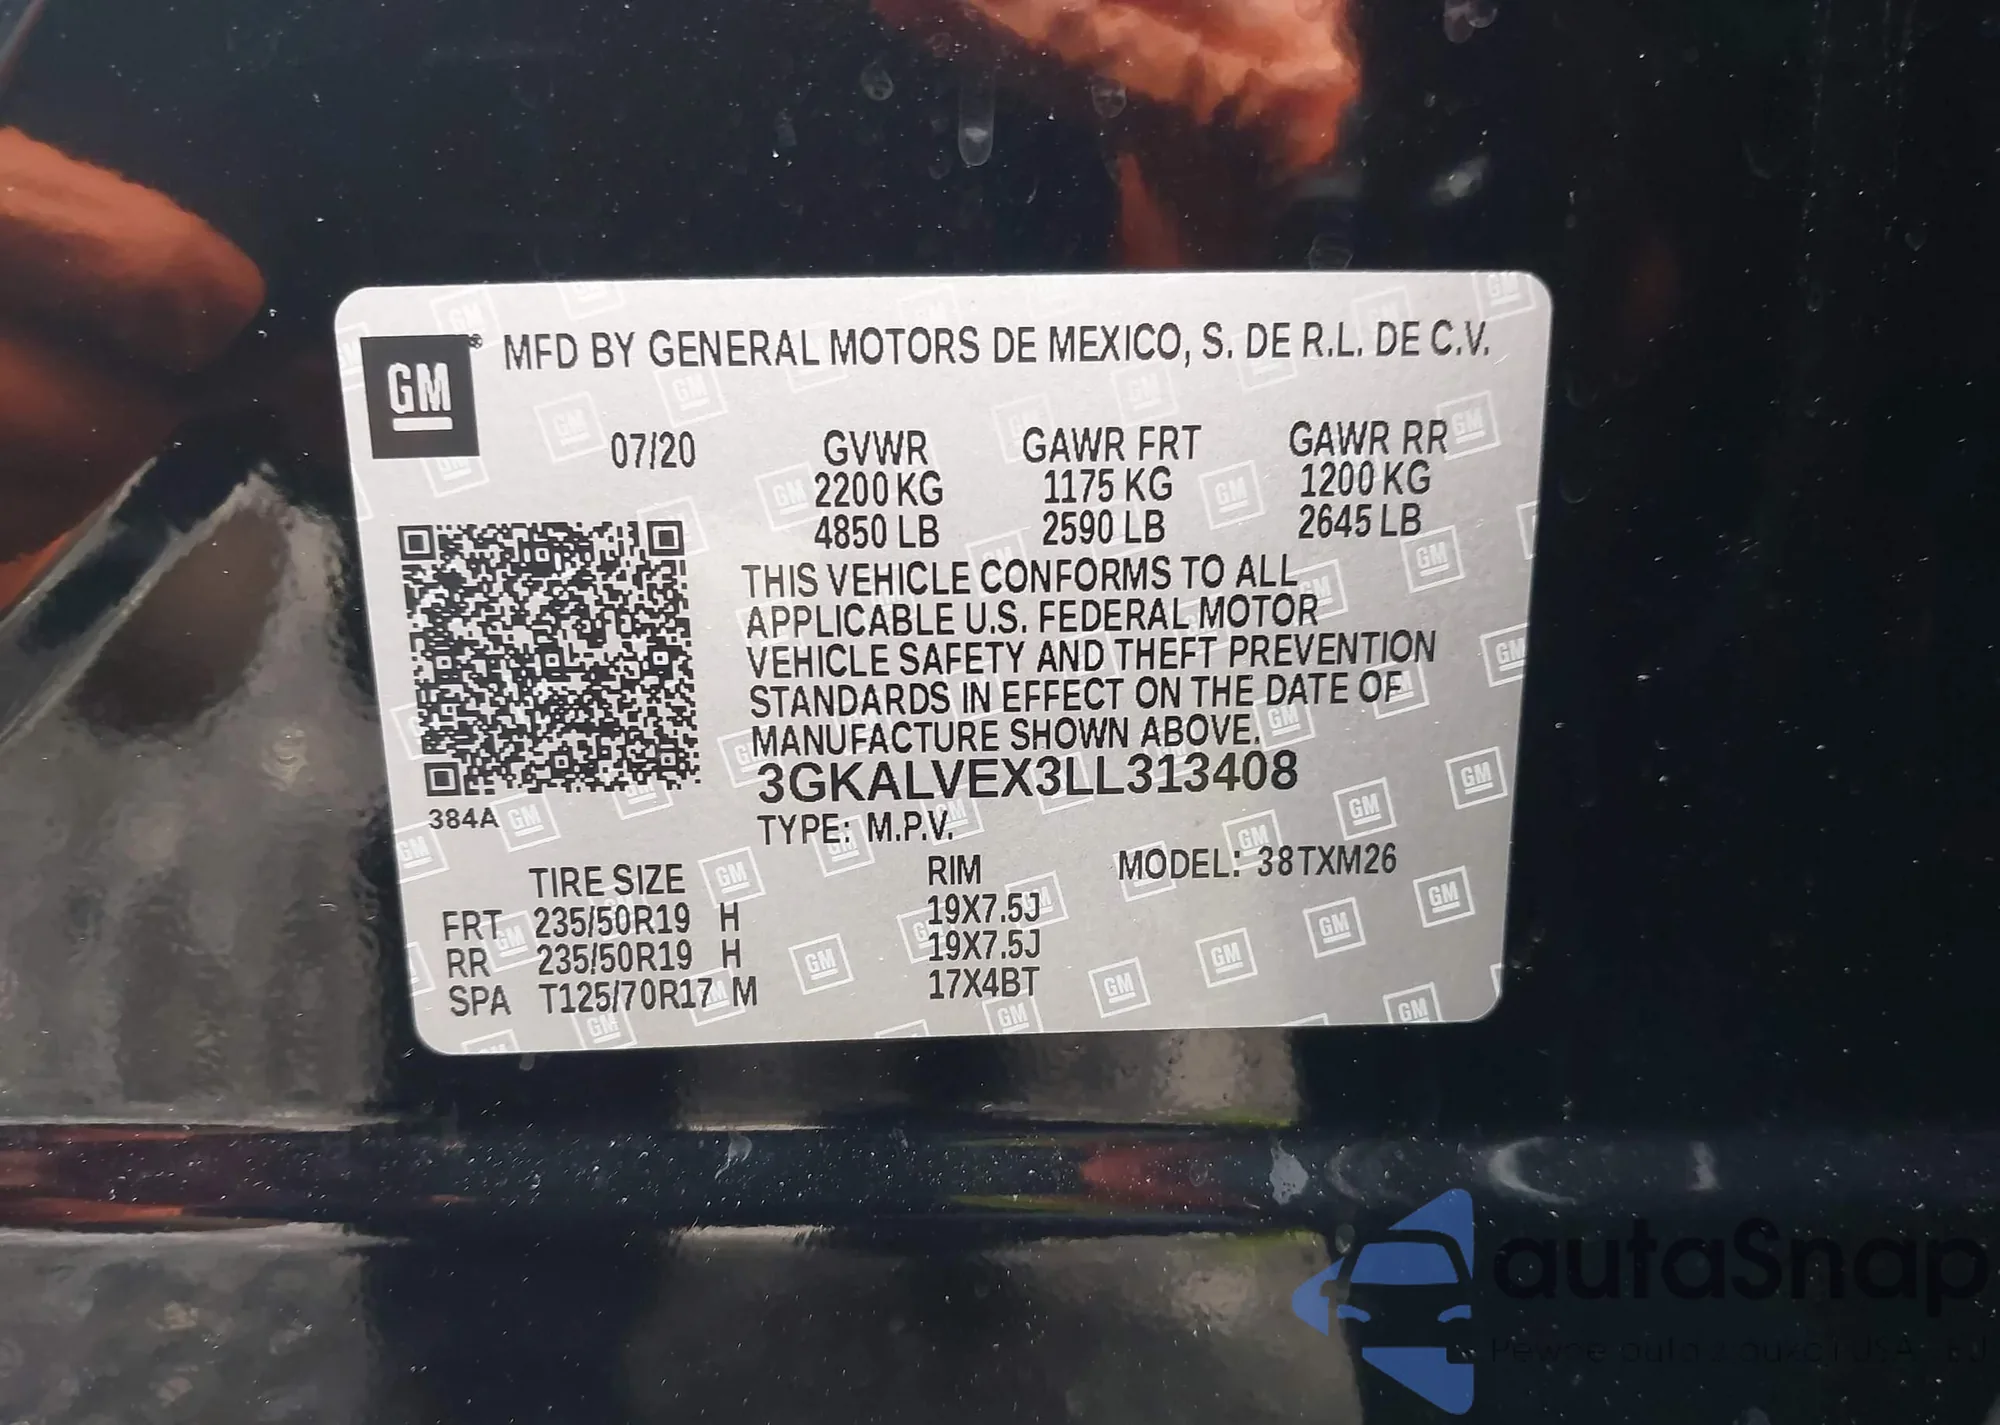 GM® MFD BY GENERAL MOTORS DE MEXICO, S. DE R.L. DE C.V.
07/20 GVWR GAWR FRT GAWR RR
2200 KG 1175 KG 1200 KG
4850 LB 2590 LB 2645 LB
THIS VEHICLE CONFORMS TO ALL
APPLICABLE U.S. FEDERAL MOTOR
VEHICLE SAFETY AND THEFT PREVENTION
STANDARDS IN EFFECT ON THE DATE OF
MANUFACTURE SHOWN ABOVE.
3GKALVEX3LL313408
384A
TYPE: M.P.V.
TIRE SIZE RIM MODEL: 38TXM26
FRT 235/50R19 H 19X7.5J
RR 235/50R19 H 19X7.5J
SPA T125/70R17 M 17X4BT
autaSnap